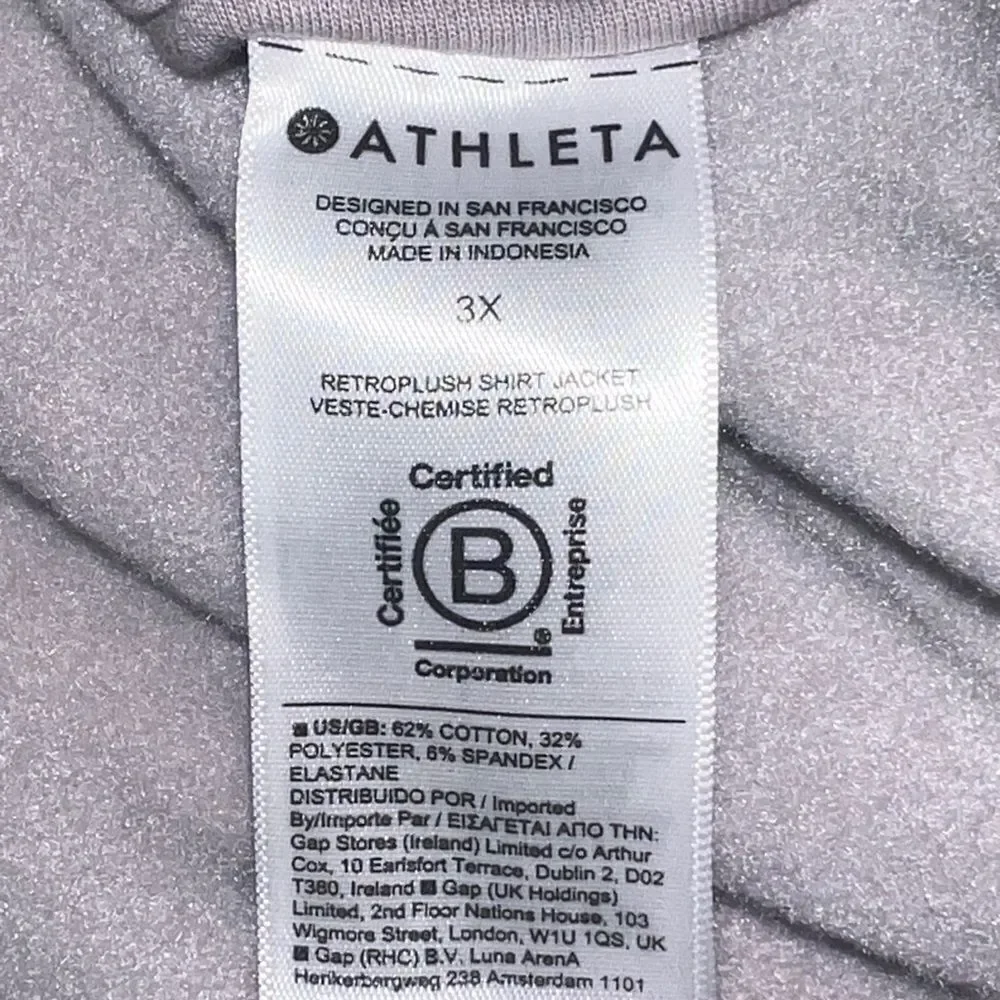 ATHLETA
DESIGNED IN SAN FRANCISCO
CONÇU À SAN FRANCISCO
MADE IN INDONESIA
3X
RETROPLUSH SHIRT JACKET
VESTE-CHEMISE RETROPLUSH
Certified
Certifiée
B
®
Entreprise
Corporation
US/GB: 62% COTTON, 32%
POLYESTER, 6% SPANDEX /
ELASTANE
DISTRIBUIDO POR / Imported
By/Importe Par / ΕΙΣΑΓΕΤΑΙ ΑΠΟ ΤΗΝ:
Gap Stores (Ireland) Limited c/o Arthur
Cox, 10 Earlsfort Terrace, Dublin 2, D02
T380, Ireland Gap (UK Holdings)
Limited, 2nd Floor Nations House, 103
Wigmore Street, London, W1U 1QS, UK
Gap (RHC) B.V. Luna ArenA
Herikerbergweg 238 Amsterdam 1101